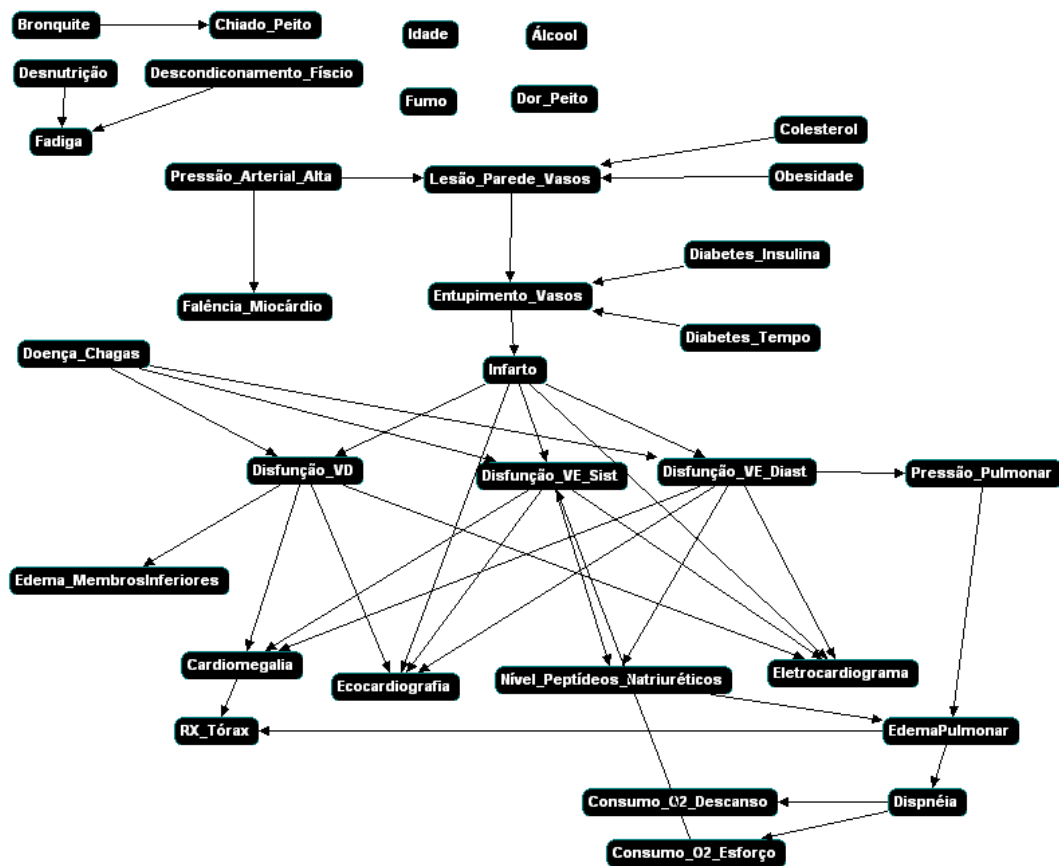 Bronquite
Chiado_Peito
Idade
Álcool
Desnutrição
Descondiconamento_Físcio
Fumo
Dor_Peito
Fadiga
Colesterol
Pressão_Arterial_Alta
Lesão_Parede_Vasos
Obesidade
Diabetes_Insulina
Falência_Miocárdio
Entupimento_Vasos
Diabetes_Tempo
Doença_Chagas
Infarto
Disfunção_VD
Disfunção_VE_Sist
Disfunção_VE_Diast
Pressão_Pulmonar
Edema_MembrosInferiores
Cardiomegalia
Ecocardiografia
Nível_Peptídeos_Natriuréticos
Eletrocardiograma
RX_Tórax
EdemaPulmonar
Consumo_O2_Descanso
Dispnéia
Consumo_O2_Esforço